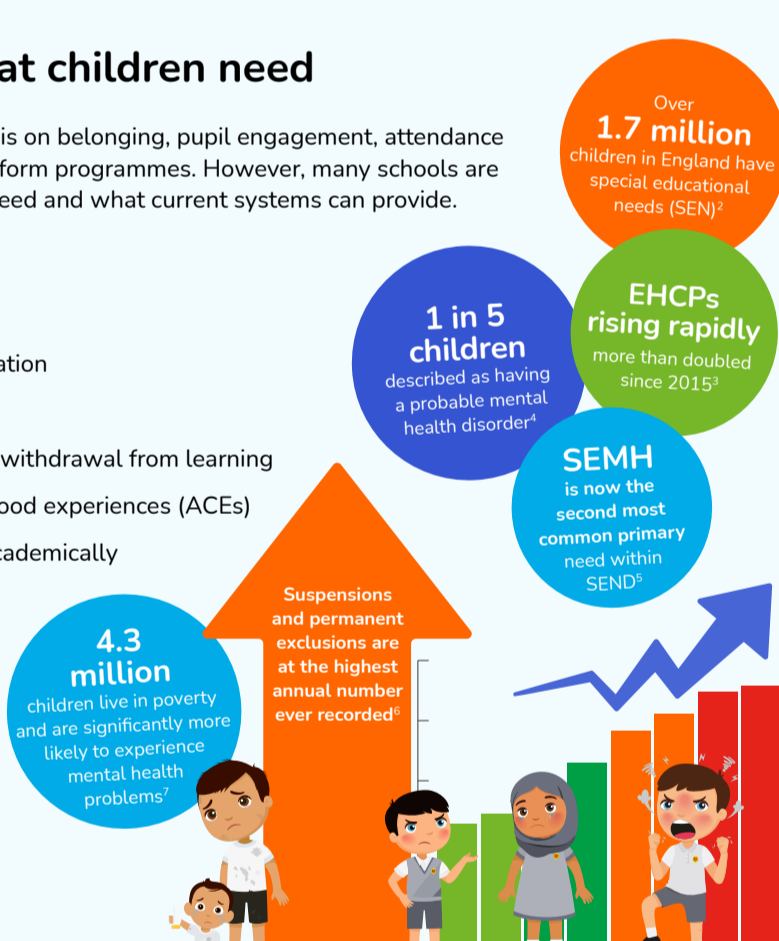 at children need
is on belonging, pupil engagement, attendance
form programmes. However, many schools are
eed and what current systems can provide.
Over
1.7 million
children in England have
special educational
needs (SEN)²
EHCPs
rising rapidly
more than doubled
since 2015³
1 in 5
children
described as having
a probable mental
health disorder⁴
ation
SEMH
is now the
second most
common primary
need within
SEND⁵
withdrawal from learning
ood experiences (ACEs)
cademically
Suspensions
and permanent
exclusions are
at the highest
annual number
ever recorded⁶
4.3
million
children live in poverty
and are significantly more
likely to experience
mental health
problems⁷